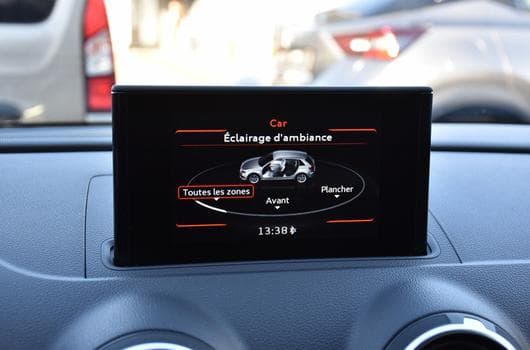 Car
Éclairage d'ambiance
Toutes les zones
Avant
Plancher
13:38